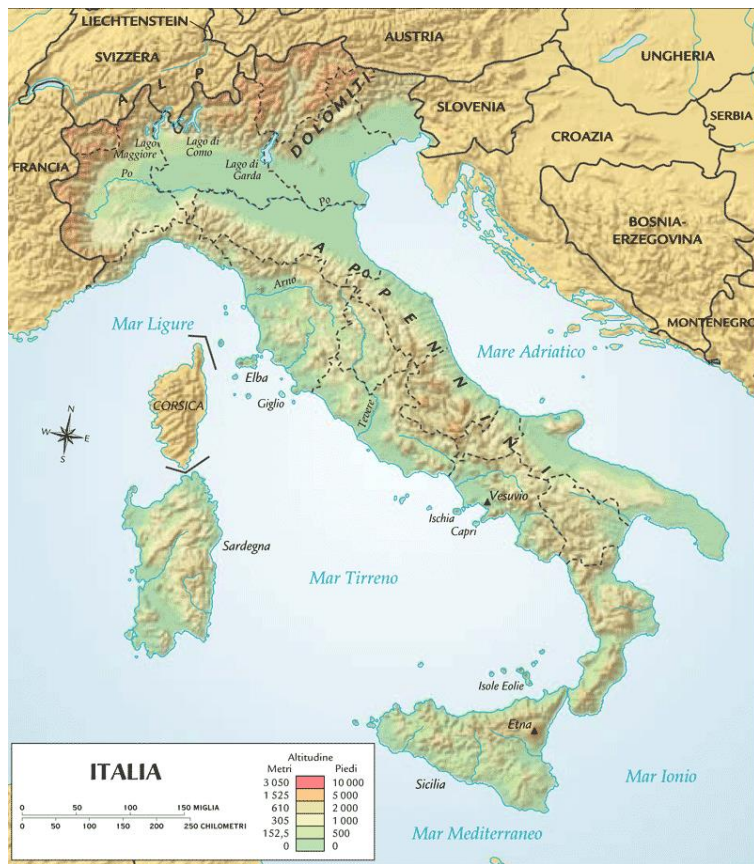 LIECHTENSTEIN
AUSTRIA
SVIZZERA
UNGHERIA
ALPI
DOLOMITI
SLOVENIA
SERBIA
CROAZIA
FRANCIA
Lago
Maggiore
Lago di
Como
Lago di
Garda
Po
Po
BOSNIA-
ERZEGOVINA
APPENNINI
Po
Arno
Mar Ligure
MONTENEGRO
Mare Adriatico
Elba
Giglio
CORSICA
N
W
E
S
Tevere
Vesuvio
Ischia
Capri
Sardegna
Mar Tirreno
Isole Eolie
Etna
Sicilia
Mar Ionio
Mar Mediterraneo
ITALIA
0 50 100 150 MIGLIA
0 50 100 150 200 250 CHILOMETRI
Altitudine
Metri Piedi
3 050 10 000
1 525 5 000
610 2 000
305 1 000
152,5 500
0 0